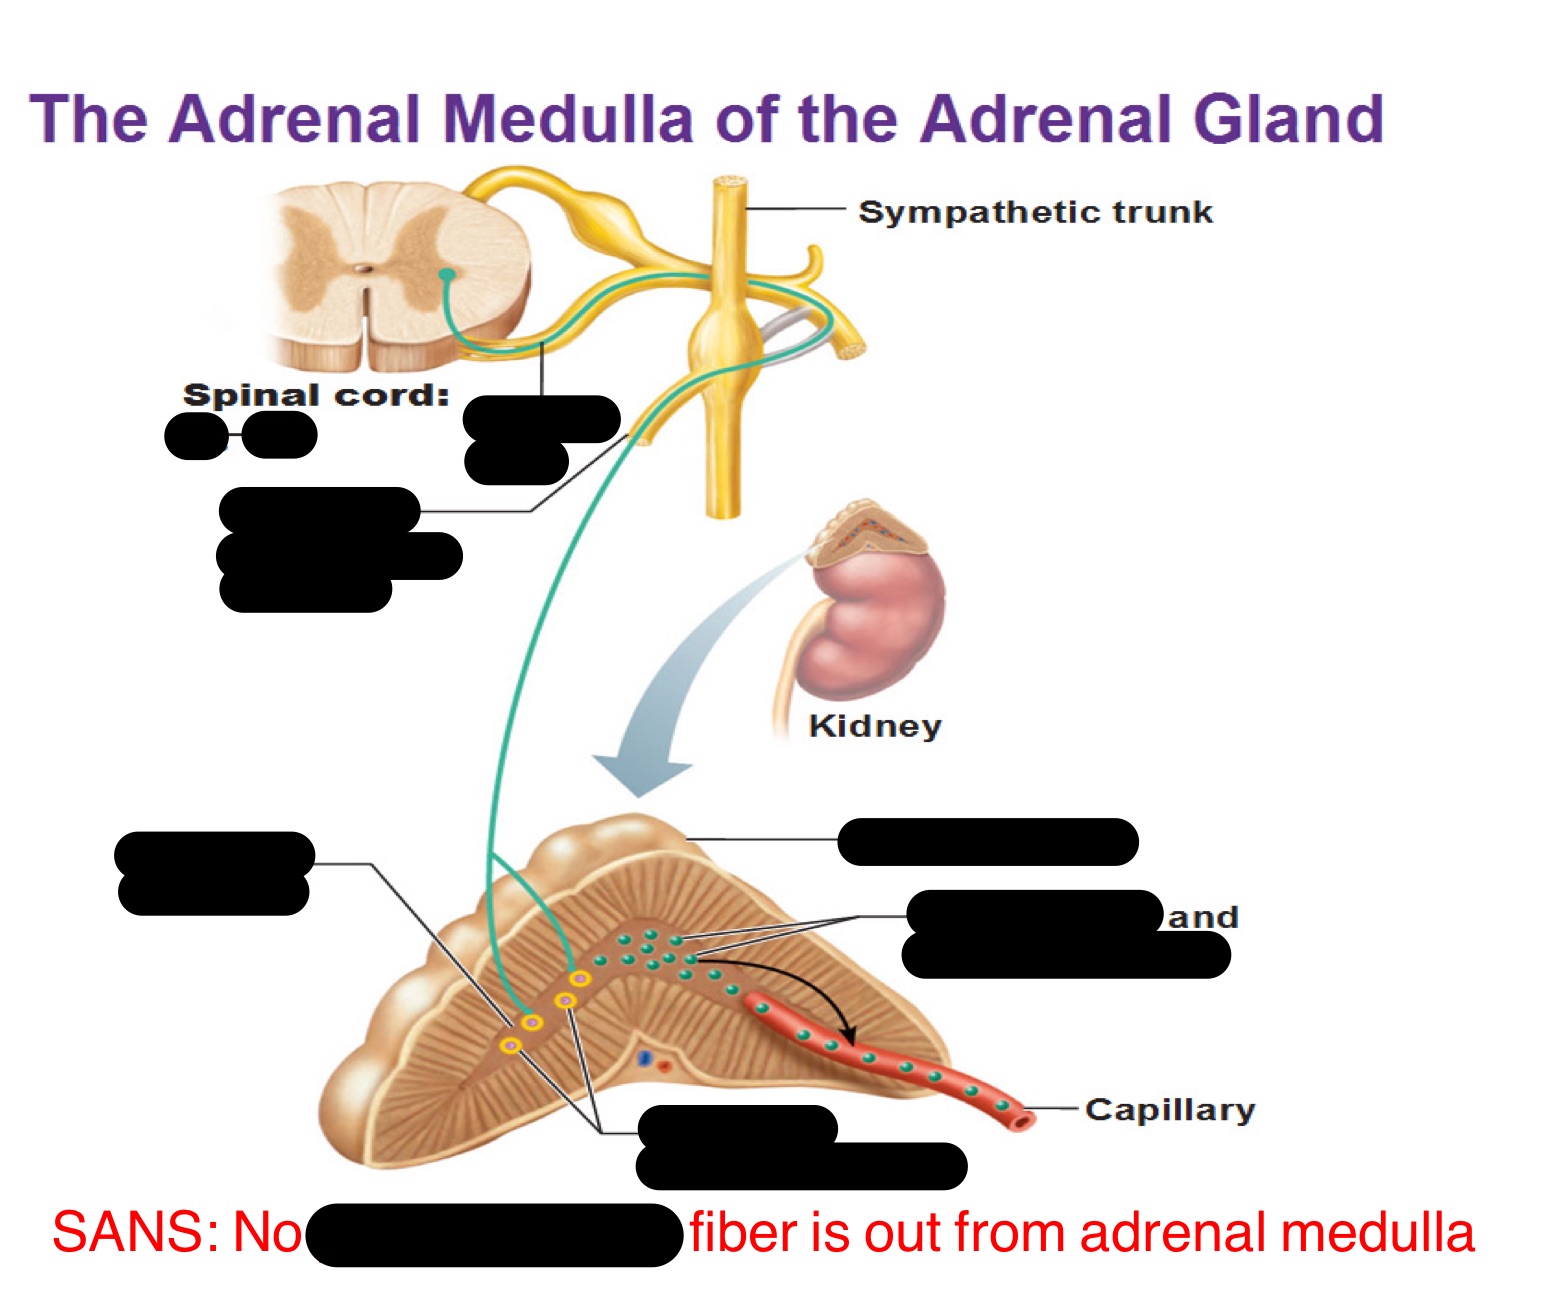 The Adrenal Medulla of the Adrenal Gland
Sympathetic trunk
Spinal cord:
Kidney
and
Capillary
SANS: No fiber is out from adrenal medulla